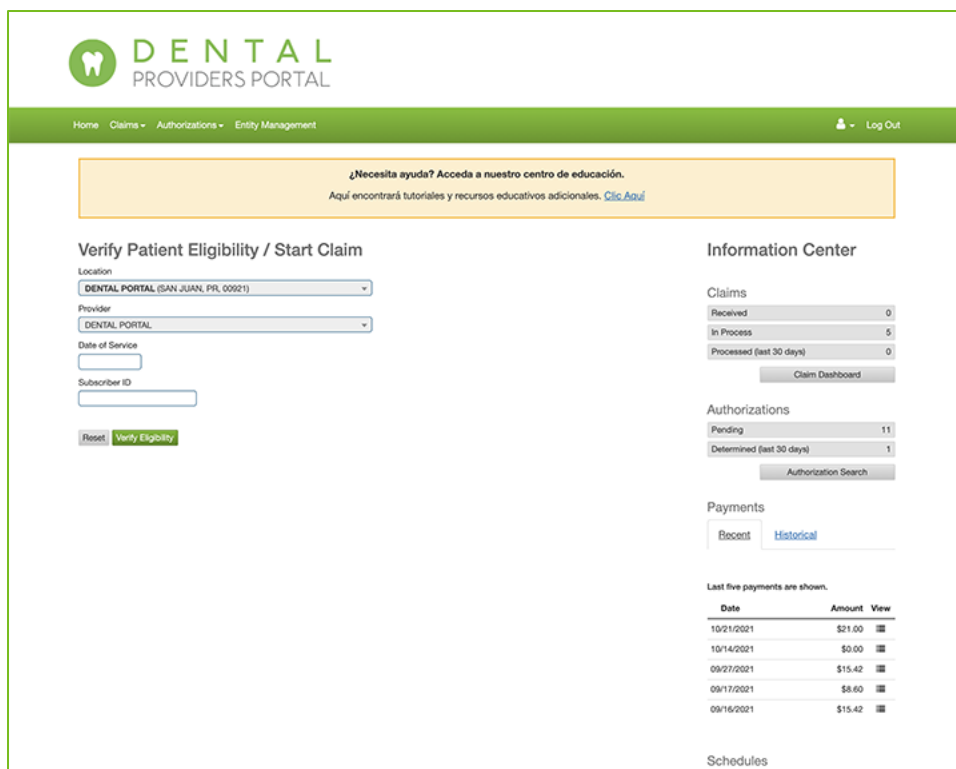 DENTAL
PROVIDERS PORTAL
Home Claims Authorizations Entity Management Log Out
¿Necesita ayuda? Acceda a nuestro centro de educación.
Aquí encontrará tutoriales y recursos educativos adicionales. Clic Aquí
Verify Patient Eligibility / Start Claim
Location
DENTAL PORTAL (SAN JUAN, PR, 00921)
Provider
DENTAL PORTAL
Date of Service
Subscriber ID
Reset Verify Eligibility
Information Center
Claims
Received 0
In Process 5
Processed (last 30 days) 0
Claim Dashboard
Authorizations
Pending 11
Determined (last 30 days) 1
Authorization Search
Payments
Recent Historical
Last five payments are shown.
Date Amount View
10/21/2021 $21.00
10/14/2021 $0.00
09/27/2021 $15.42
09/17/2021 $8.60
09/16/2021 $15.42
Schedules